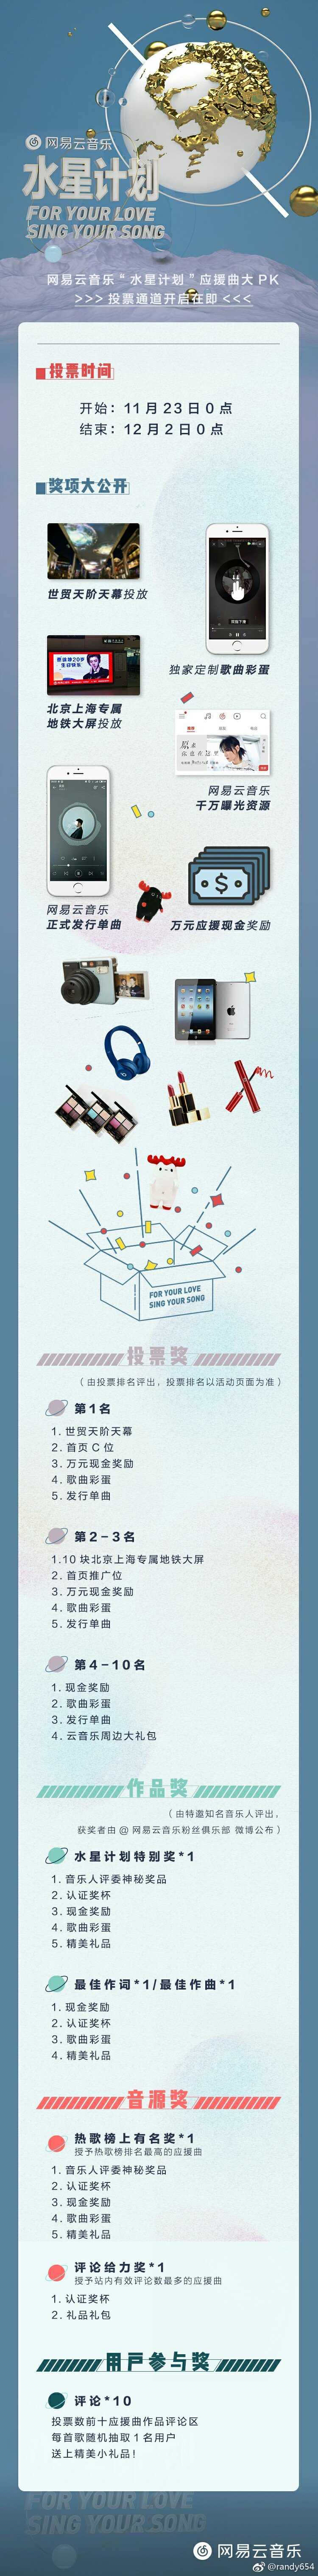 网易云音乐
水星计划
FOR YOUR LOVE
SING YOUR SONG
网易云音乐“水星计划”应援曲大PK
>>> 投票通道开启在即 <<<
投票时间
开始：11月23日0点
结束：12月2日0点
奖项大公开
世贸天阶天幕投放
独家定制歌曲彩蛋
北京上海专属
地铁大屏投放
网易云音乐
千万曝光资源
网易云音乐
正式发行单曲
万元应援现金奖励
FOR YOUR LOVE
SING YOUR SONG
投票奖
（由投票排名评出，投票排名以活动页面为准）
第1名
1.世贸天阶天幕
2.首页C位
3.万元现金奖励
4.歌曲彩蛋
5.发行单曲
第2-3名
1.10块北京上海专属地铁大屏
2.首页推广位
3.万元现金奖励
4.歌曲彩蛋
5.发行单曲
第4-10名
1.现金奖励
2.歌曲彩蛋
3.发行单曲
4.云音乐周边大礼包
作品奖
（由特邀知名音乐人评出，
获奖者由@网易云音乐粉丝俱乐部 微博公布）
水星计划特别奖*1
1.音乐人评委神秘奖品
2.认证奖杯
3.现金奖励
4.歌曲彩蛋
5.精美礼品
最佳作词*1/最佳作曲*1
1.现金奖励
2.认证奖杯
3.歌曲彩蛋
4.精美礼品
音源奖
热歌榜上有名奖*1
授予热歌榜排名最高的应援曲
1.音乐人评委神秘奖品
2.认证奖杯
3.现金奖励
4.歌曲彩蛋
5.精美礼品
评论给力奖*1
授予站内有效评论数最多的应援曲
1.认证奖杯
2.礼品礼包
用户参与奖
评论*10
投票数前十应援曲作品评论区
每首歌随机抽取1名用户
送上精美小礼品！
FOR YOUR LOVE
SING YOUR SONG
网易云音乐
@randy654